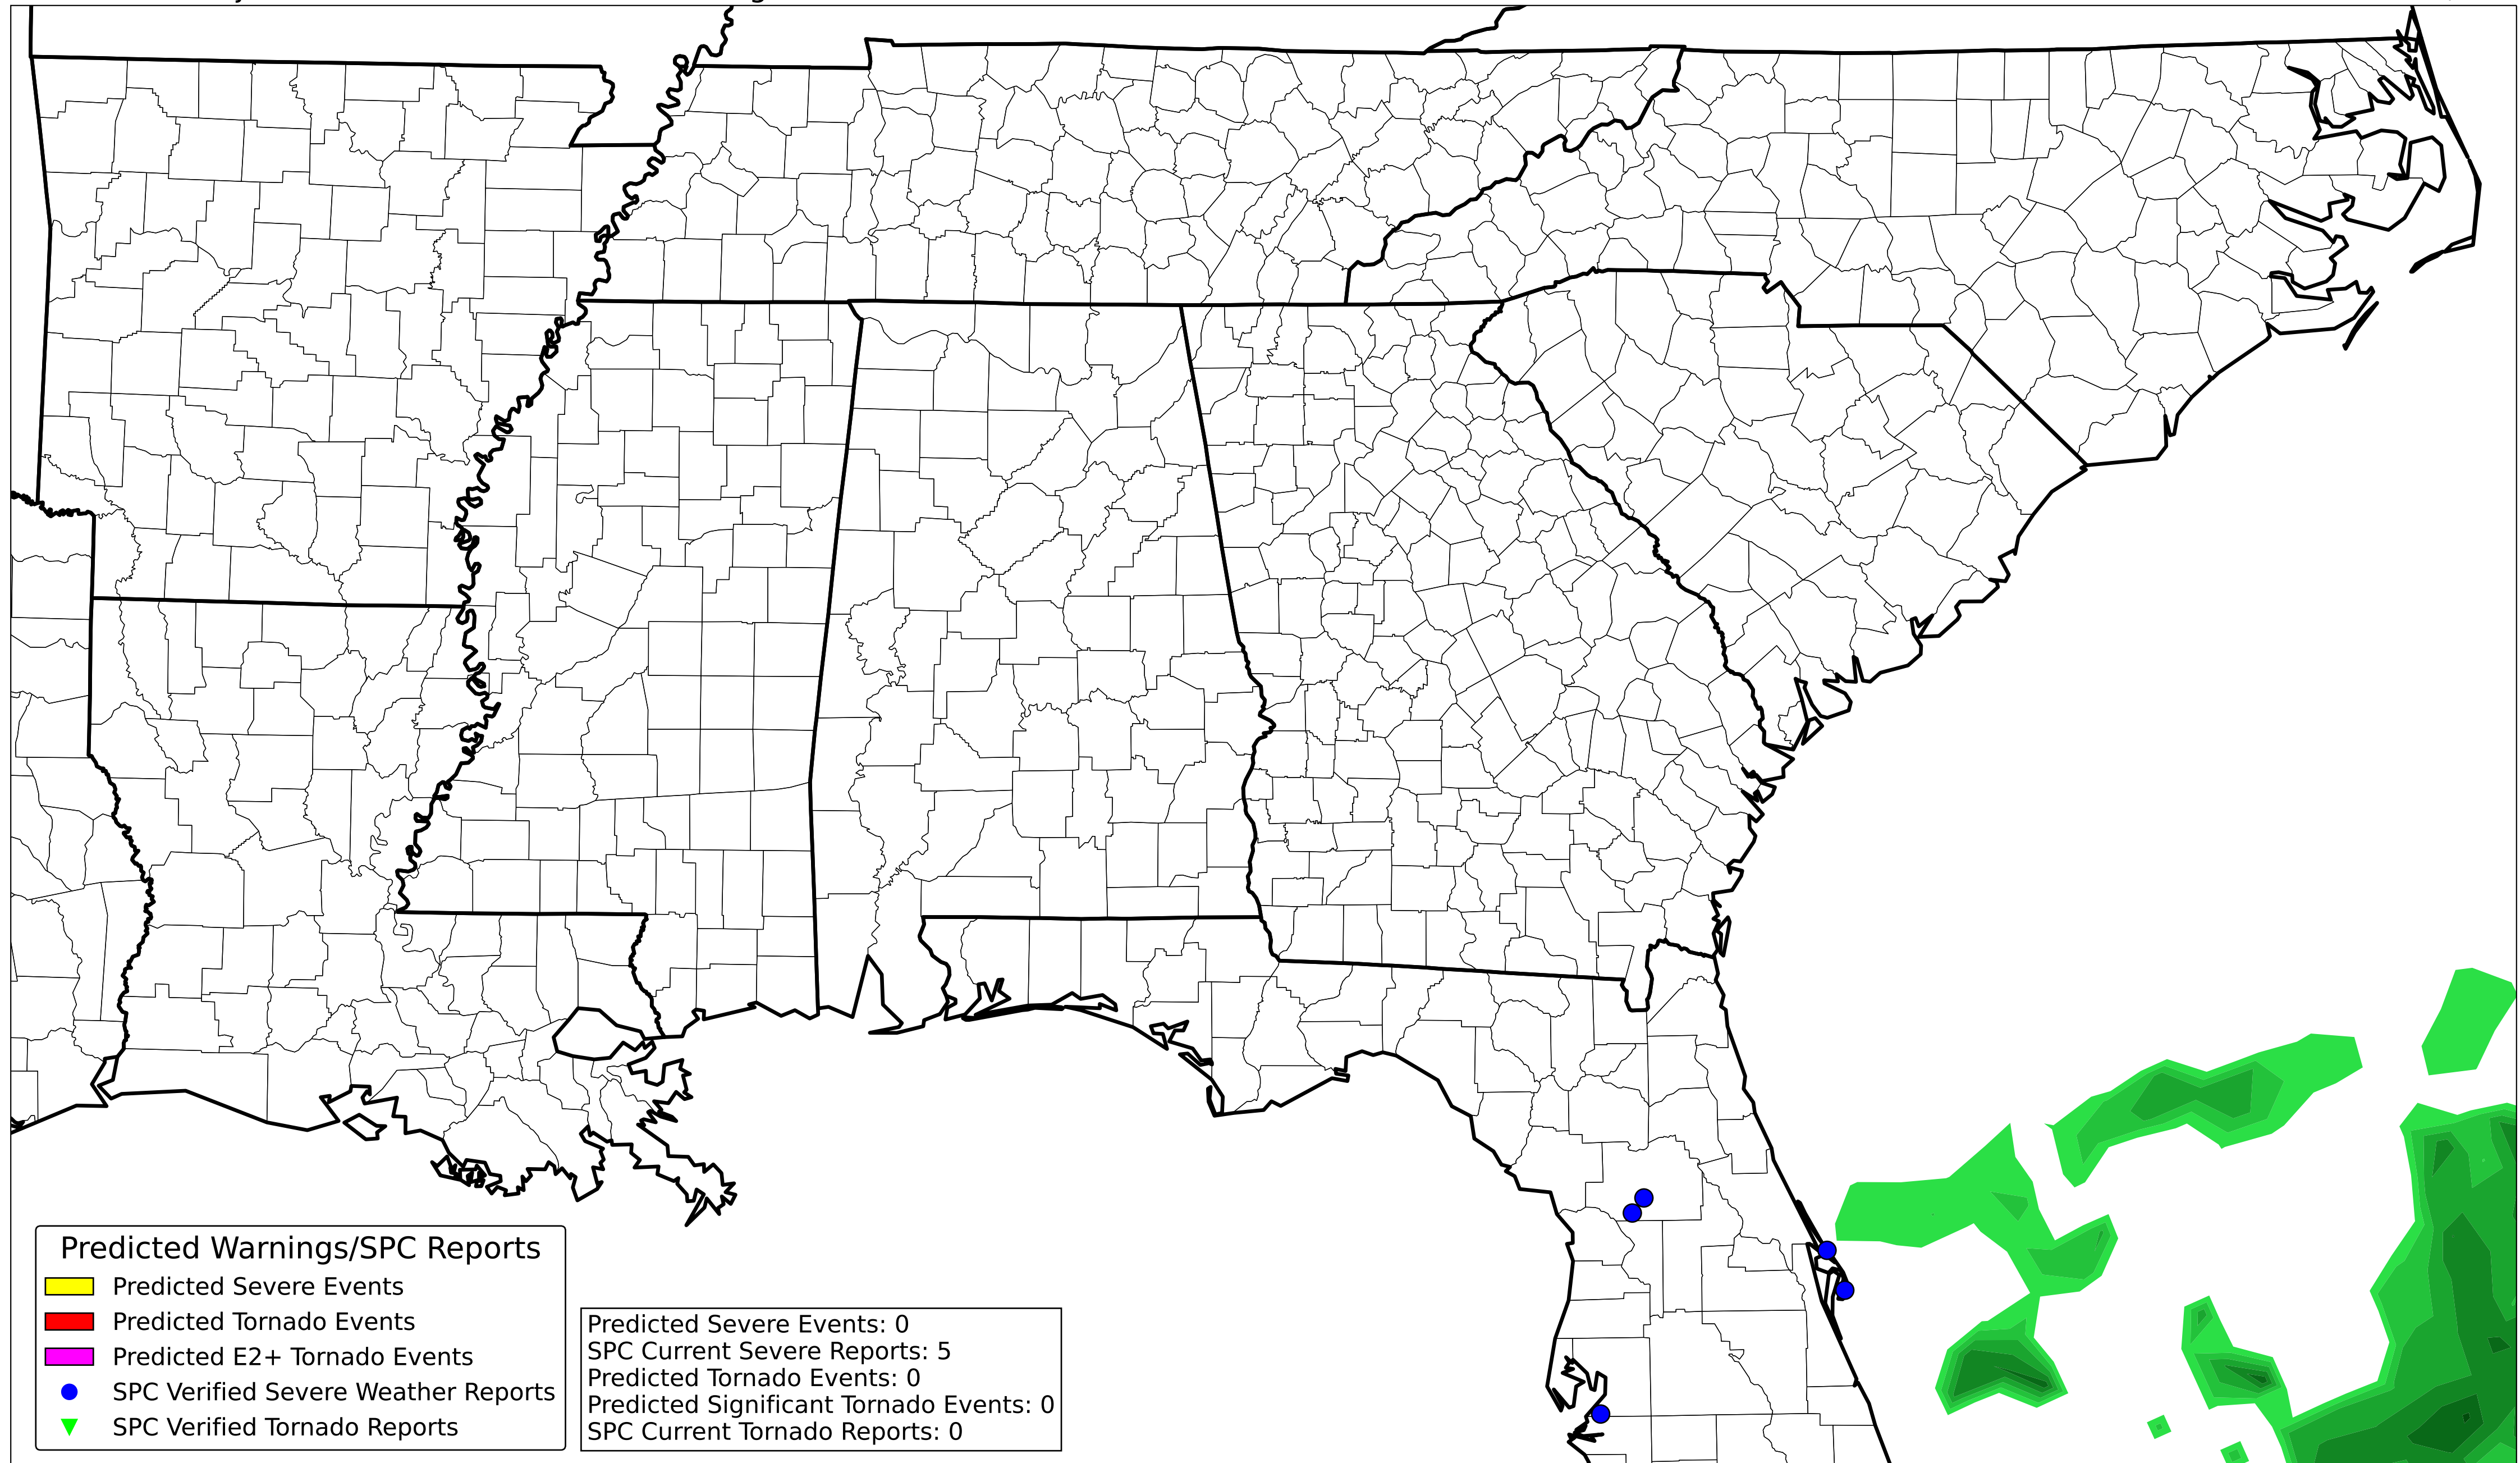 Predicted Warnings/SPC Reports
Predicted Severe Events
Predicted Tornado Events
Predicted E2+ Tornado Events
SPC Verified Severe Weather Reports
SPC Verified Tornado Reports
Predicted Severe Events: 0
SPC Current Severe Reports: 5
Predicted Tornado Events: 0
Predicted Significant Tornado Events: 0
SPC Current Tornado Reports: 0